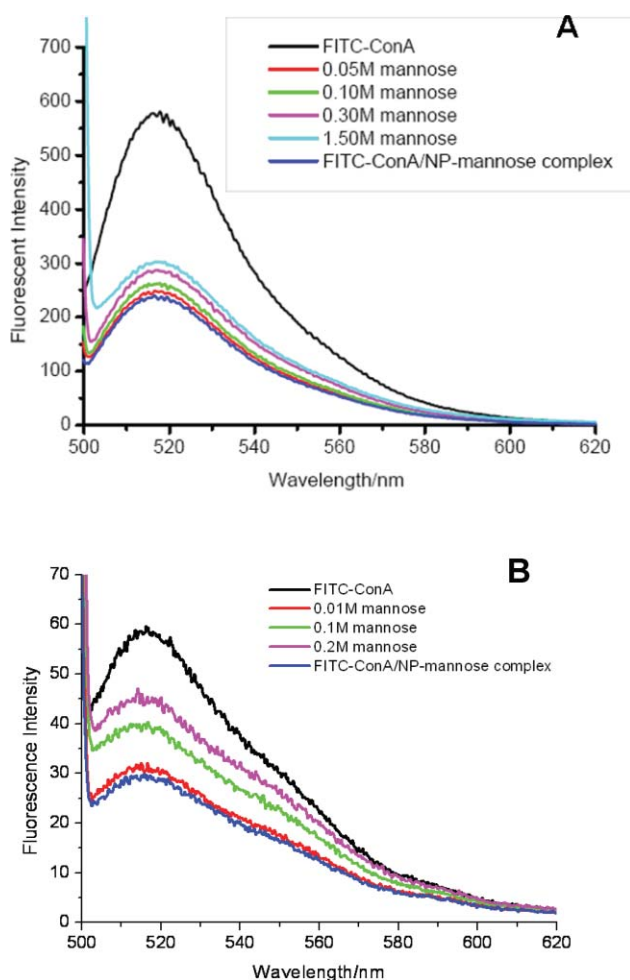 A
700
600
500
400
300
200
100
0
Fluorescent Intensity
FITC-ConA
0.05M mannose
0.10M mannose
0.30M mannose
1.50M mannose
FITC-ConA/NP-mannose complex
500 520 540 560 580 600 620
Wavelength/nm
B
70
60
50
40
30
20
10
0
Fluorescence Intensity
FITC-ConA
0.01M mannose
0.1M mannose
0.2M mannose
FITC-ConA/NP-mannose complex
500 520 540 560 580 600 620
Wavelength/nm